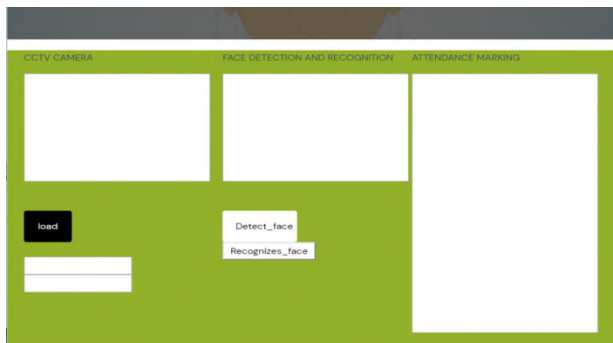 CCTV CAMERA
FACE DETECTION AND RECOGNITION
ATTENDANCE MARKING
load
Detect_face
Recognizes_face